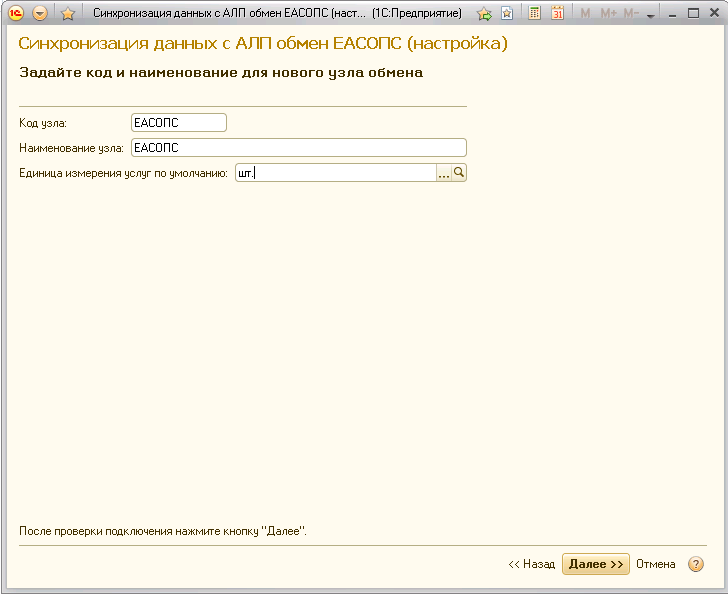 Синхронизация данных с АЛП обмен ЕАСОПС (наст... (1С:Предприятие)
31 M M+ M-
Синхронизация данных с АЛП обмен ЕАСОПС (настройка)
Задайте код и наименование для нового узла обмена
Код узла: ЕАСОПС
Наименование узла: ЕАСОПС
Единица измерения услуг по умолчанию: шт. ...
После проверки подключения нажмите кнопку "Далее".
<< Назад Далее >> Отмена ?